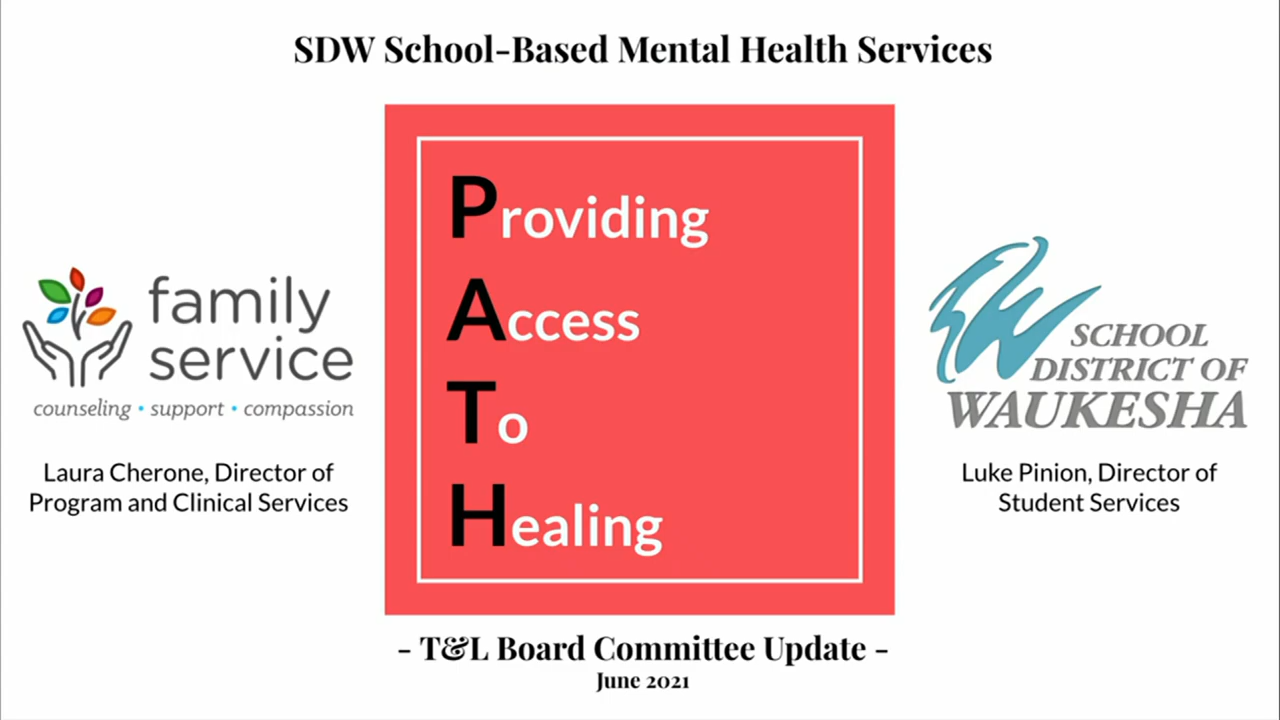 SDW School-Based Mental Health Services
Providing
Access
To
Healing
family
service
counseling • support • compassion
Laura Cherone, Director of
Program and Clinical Services
SCHOOL
DISTRICT OF
WAUKESHA
Luke Pinion, Director of
Student Services
- T&L Board Committee Update -
June 2021